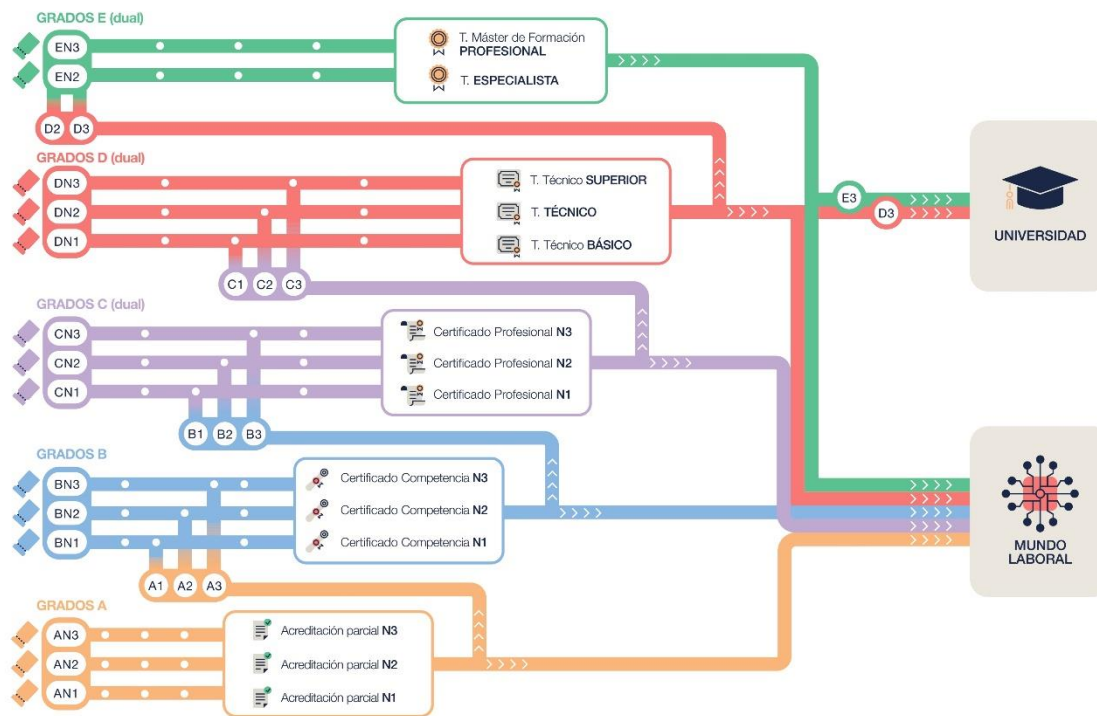 GRADOS E (dual)
EN3
EN2
T. Máster de Formación
PROFESIONAL
T. ESPECIALISTA
D2 D3
GRADOS D (dual)
DN3
DN2
DN1
T. Técnico SUPERIOR
T. TÉCNICO
T. Técnico BÁSICO
E3
D3
UNIVERSIDAD
C1 C2 C3
GRADOS C (dual)
CN3
CN2
CN1
Certificado Profesional N3
Certificado Profesional N2
Certificado Profesional N1
B1 B2 B3
GRADOS B
BN3
BN2
BN1
Certificado Competencia N3
Certificado Competencia N2
Certificado Competencia N1
MUNDO
LABORAL
A1 A2 A3
GRADOS A
AN3
AN2
AN1
Acreditación parcial N3
Acreditación parcial N2
Acreditación parcial N1